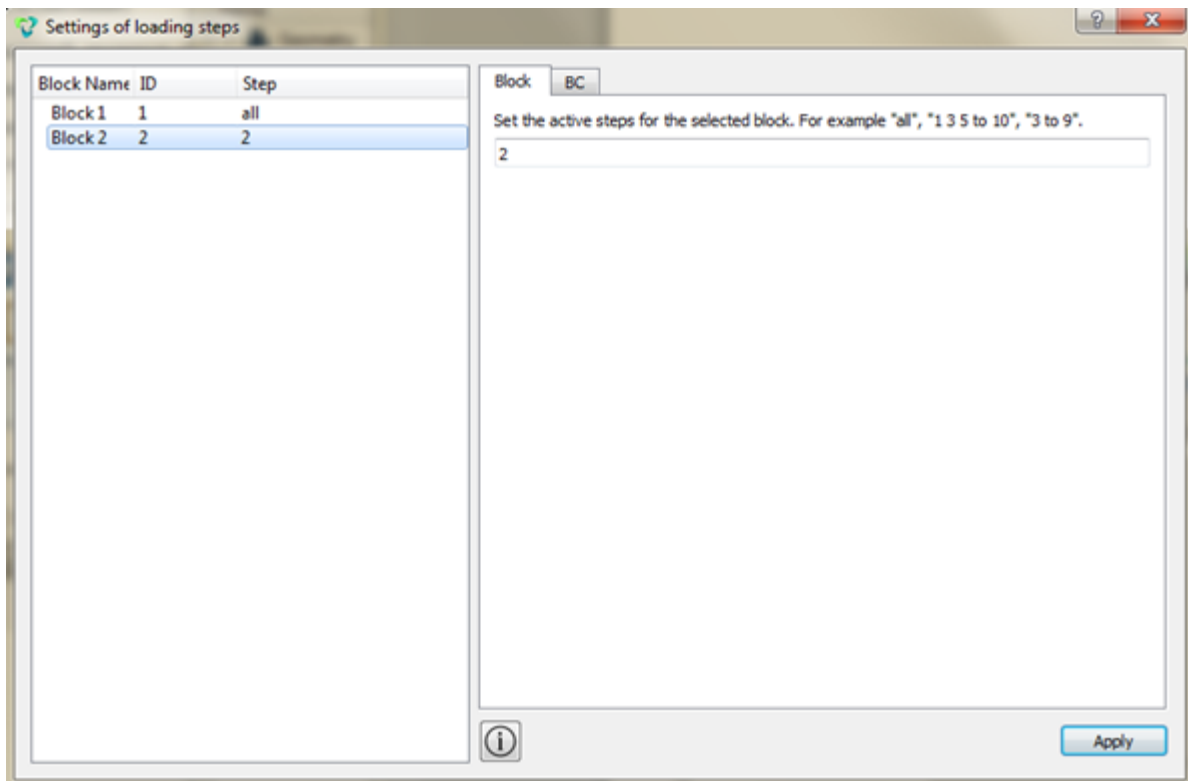 Settings of loading steps
Block Name ID Step
Block 1 1 all
Block 2 2 2
Block BC
Set the active steps for the selected block. For example "all", "1 3 5 to 10", "3 to 9".
2
Apply